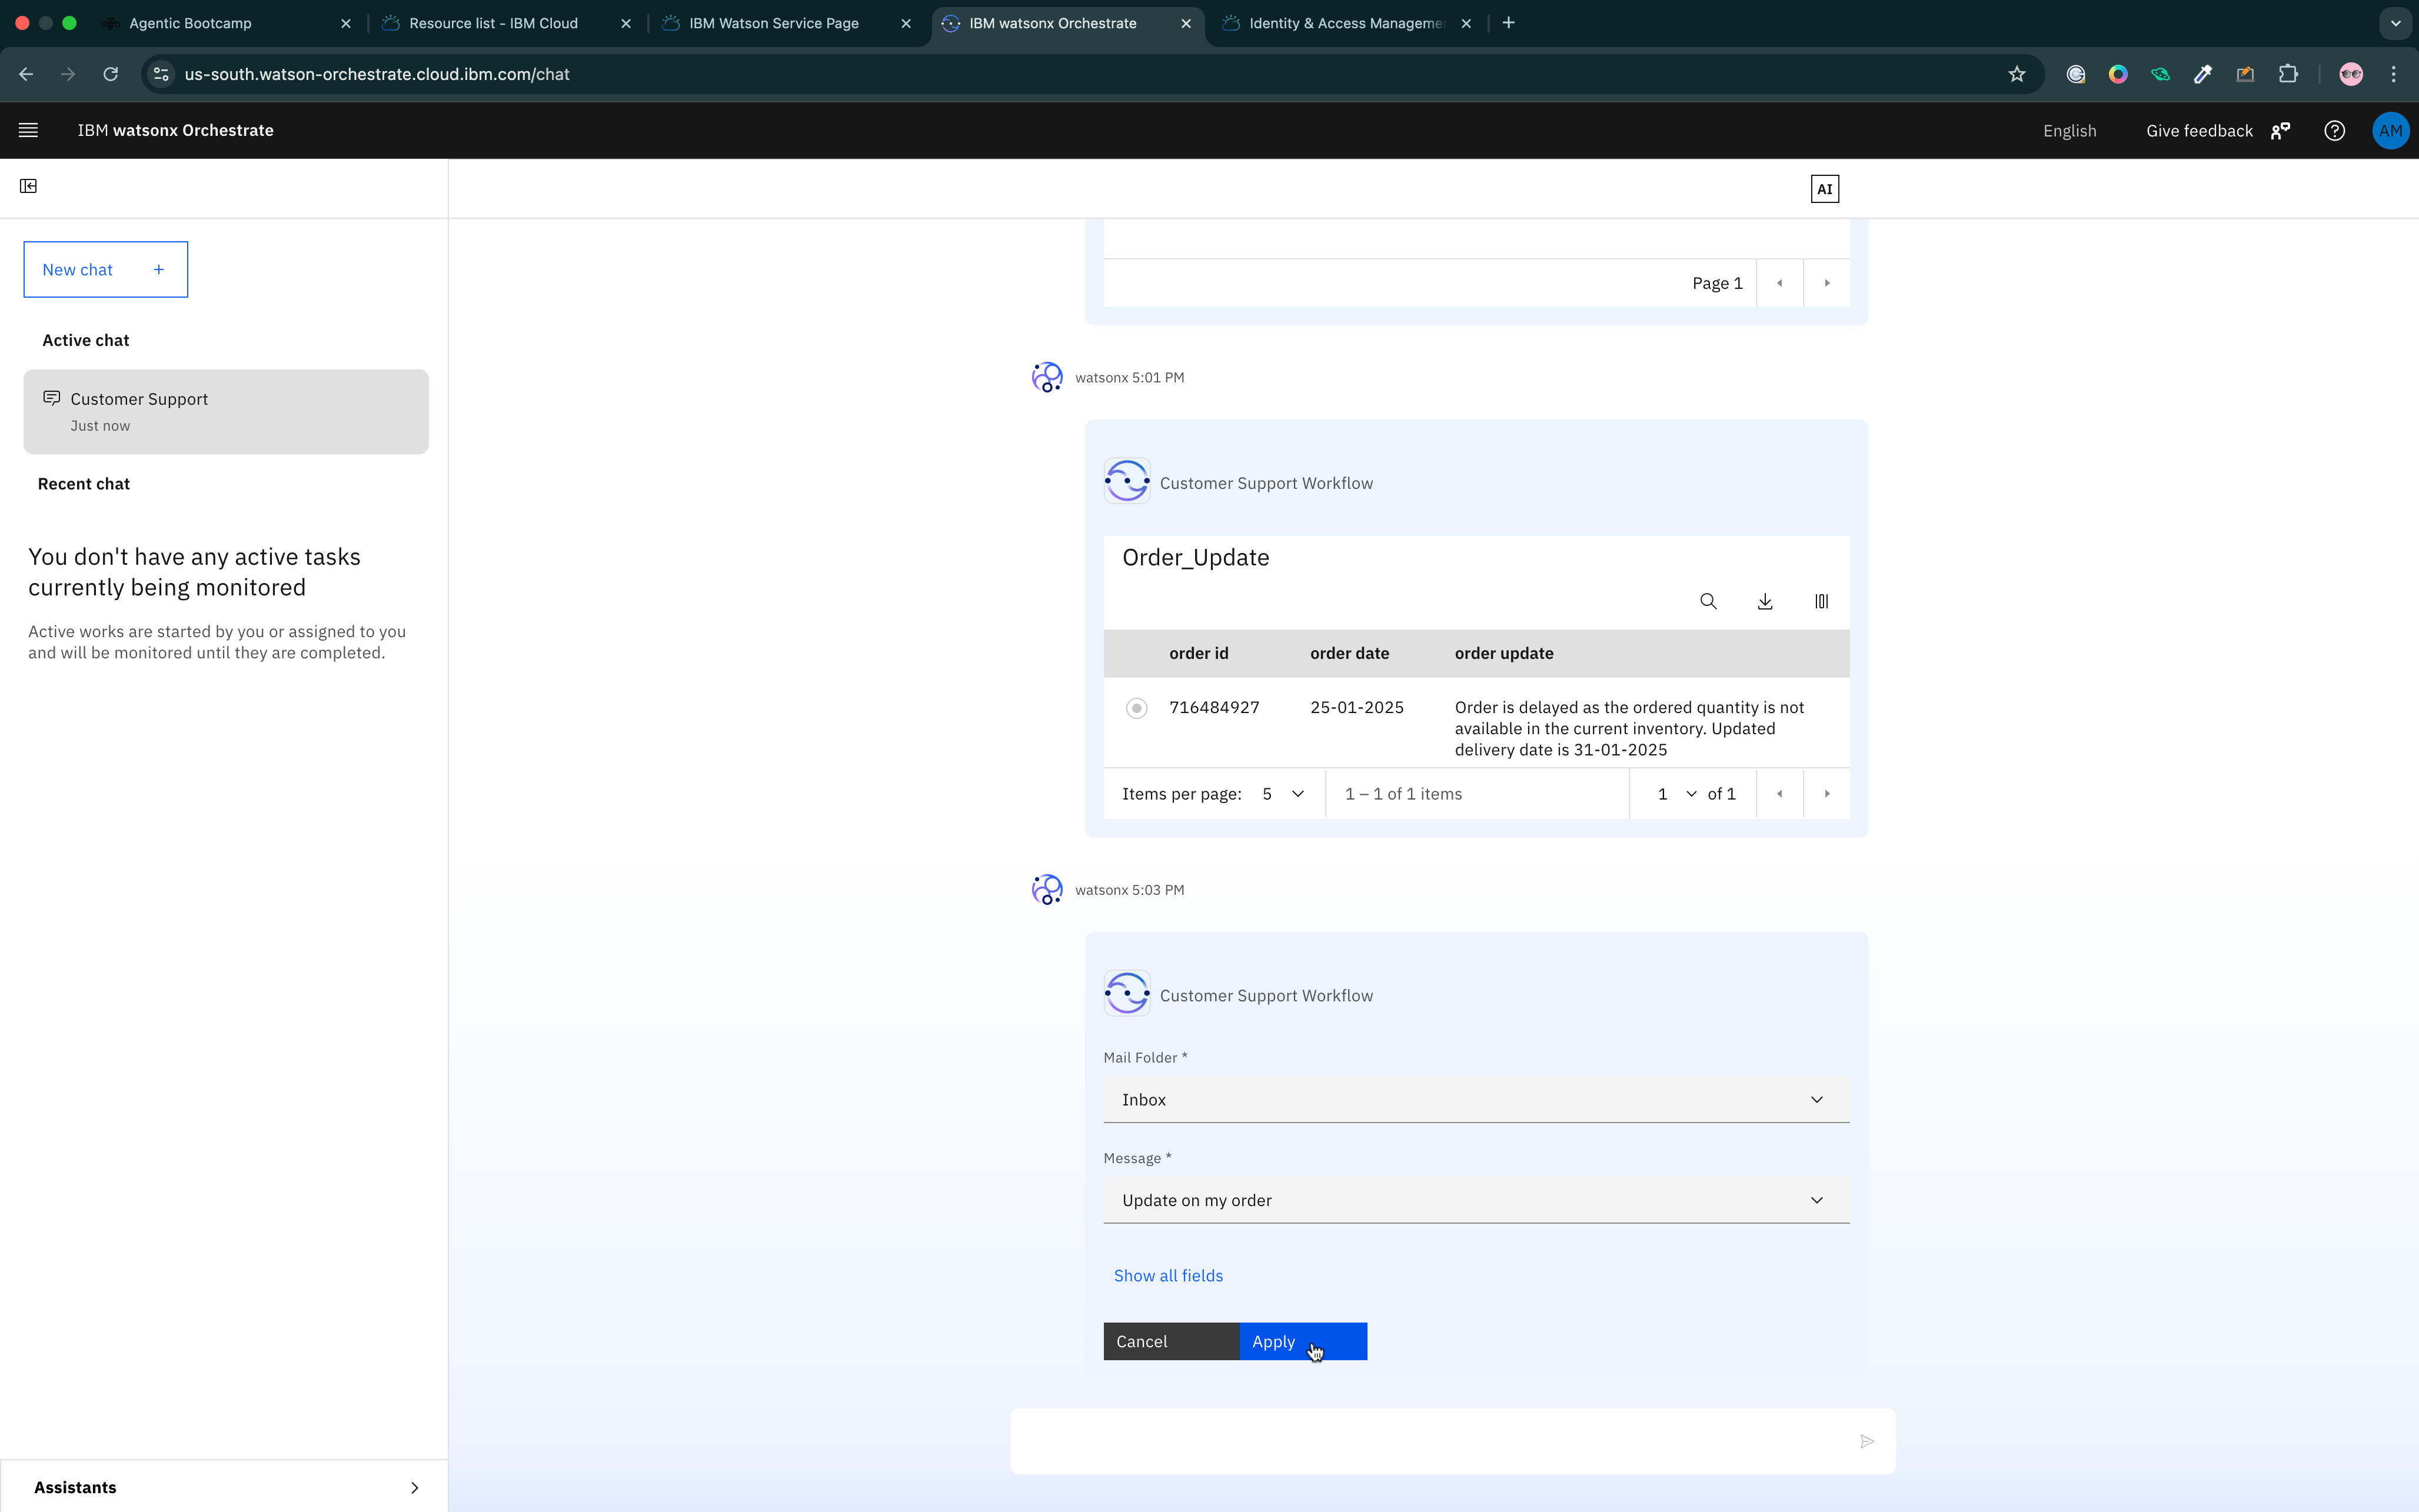 Agentic Bootcamp
Resource list - IBM Cloud
IBM Watson Service Page
IBM watsonx Orchestrate
Identity & Access Manageme
us-south.watson-orchestrate.cloud.ibm.com/chat
IBM watsonx Orchestrate
English
Give feedback
AM
AI
New chat +
Active chat
Customer Support
Just now
Recent chat
You don't have any active tasks
currently being monitored
Active works are started by you or assigned to you
and will be monitored until they are completed.
Assistants
Page 1
watsonx 5:01 PM
Customer Support Workflow
Order_Update
order id order date order update
716484927 25-01-2025 Order is delayed as the ordered quantity is not
available in the current inventory. Updated
delivery date is 31-01-2025
Items per page: 5 1 – 1 of 1 items 1 of 1
watsonx 5:03 PM
Customer Support Workflow
Mail Folder *
Inbox
Message *
Update on my order
Show all fields
Cancel Apply